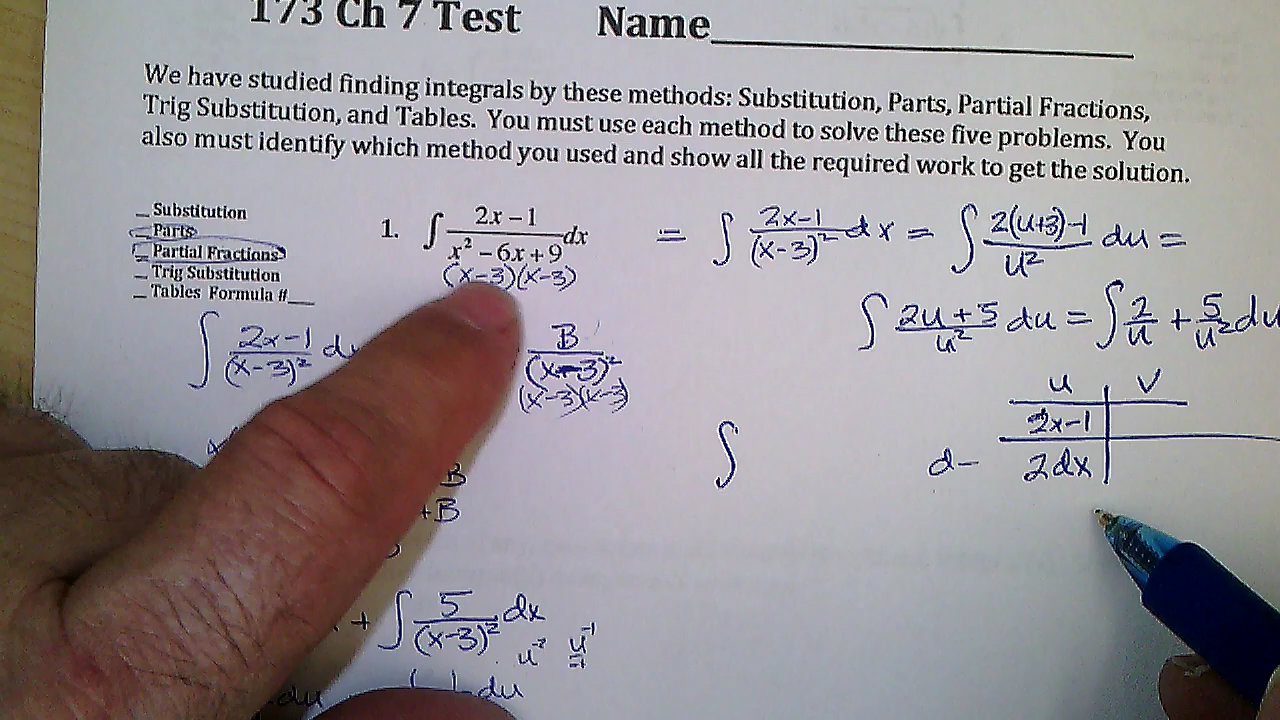 173 Ch 7 Test Name
We have studied finding integrals by these methods: Substitution, Parts, Partial Fractions,
Trig Substitution, and Tables. You must use each method to solve these five problems. You
also must identify which method you used and show all the required work to get the solution.
_ Substitution
_ Parts
_ Partial Fractions
_ Trig Substitution
_ Tables Formula #__
1. ∫ (2x – 1)/(x² – 6x + 9) dx = ∫ (2x-1)/(x-3)² dx = ∫ (2(u+3)-1)/u² du =
(x-3)(x-3)
∫ (2u+5)/u² du = ∫ 2/u + 5/u² du
∫ (2x-1)/(x-3)² d
B/(x-3)²
(x-3)(x-3)
u v
2x-1
∫
d- 2dx
B
+B
+ ∫ 5/(x-3)² dx
u⁻² u⁻¹/-1
du
du